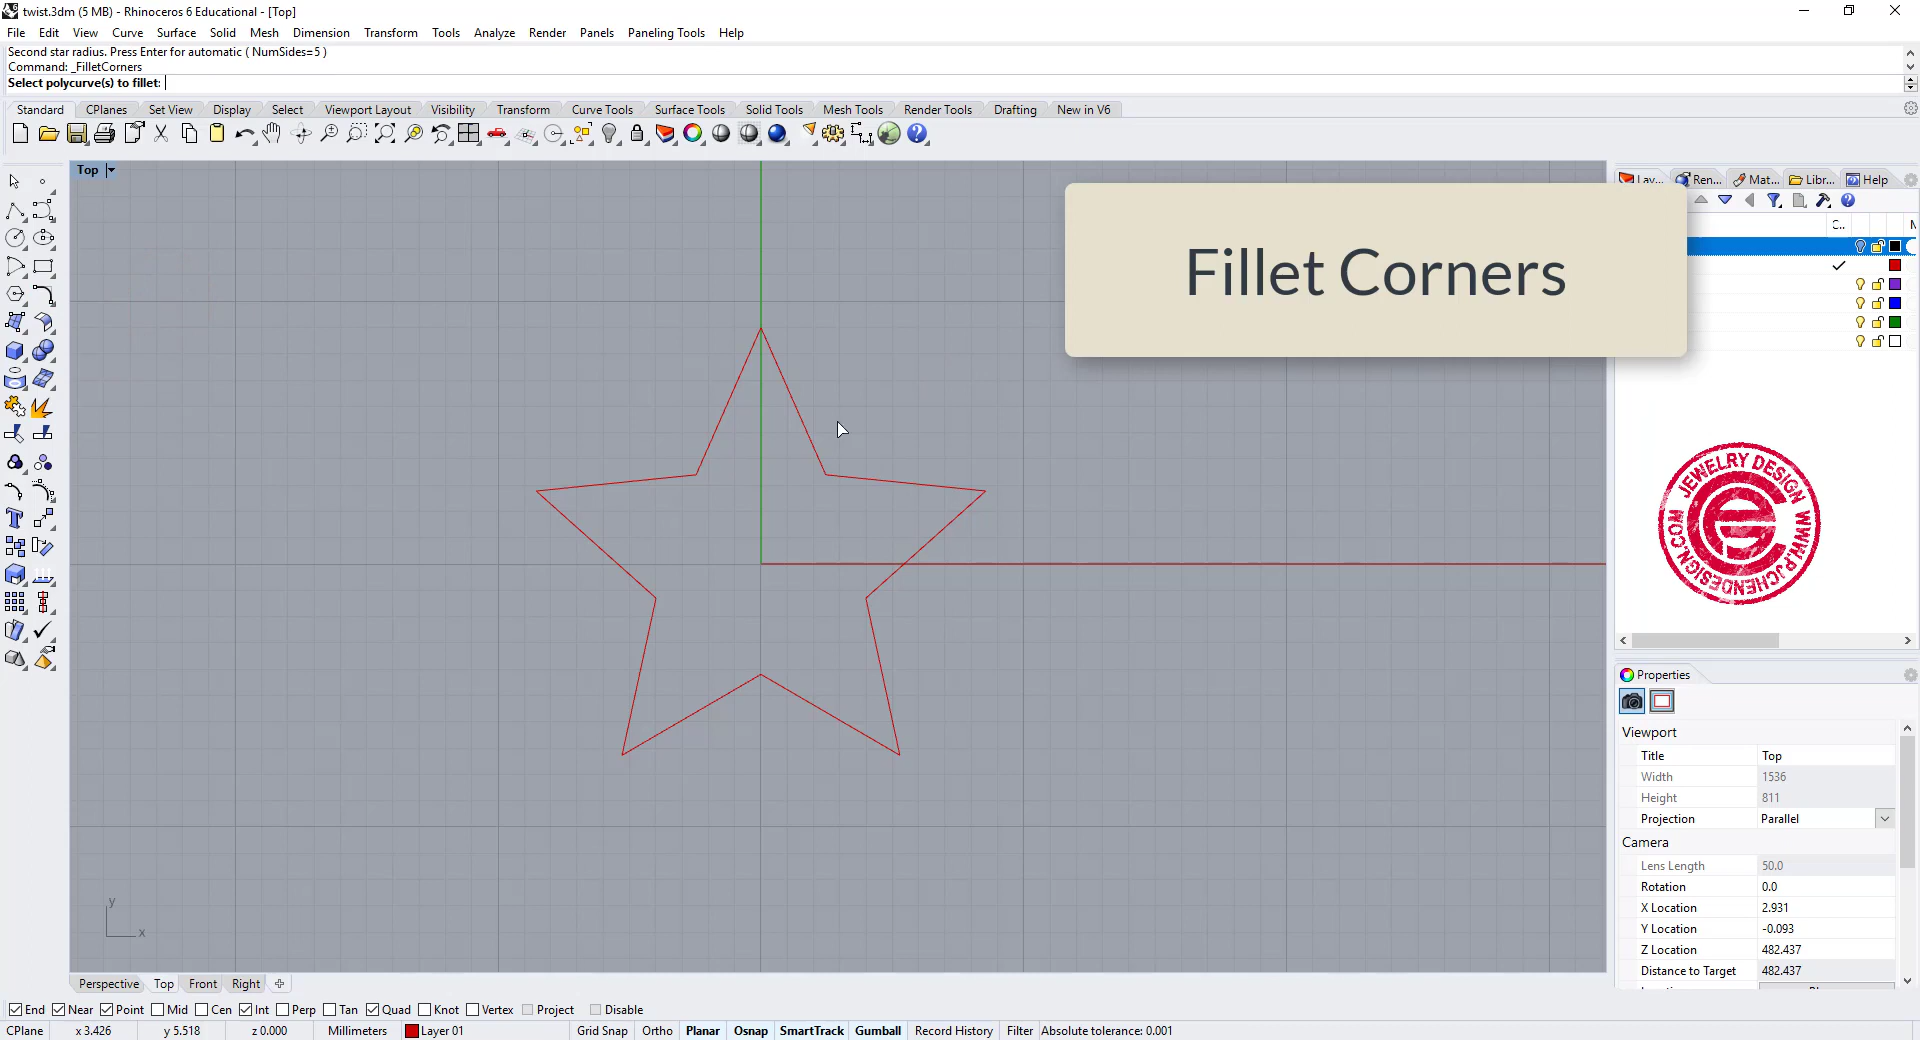 twist.3dm (5 MB) - Rhinoceros 6 Educational - [Top]
File Edit View Curve Surface Solid Mesh Dimension Transform Tools Analyze Render Panels Paneling Tools Help
Second star radius. Press Enter for automatic ( NumSides=5 )
Command: _FilletCorners
Select polycurve(s) to fillet:
Standard CPlanes Set View Display Select Viewport Layout Visibility Transform Curve Tools Surface Tools Solid Tools Mesh Tools Render Tools Drafting New in V6
Top
Lay... Ren... Mat... Libr... Help
C.. M
Fillet Corners
JEWELRY DESIGN WWW.PJCHENDESIGN.COM
Properties
Viewport
Title Top
Width 1536
Height 811
Projection Parallel
Camera
Lens Length 50.0
Rotation 0.0
X Location 2.931
Y Location -0.093
Z Location 482.437
Distance to Target 482.437
y
x
Perspective Top Front Right
End Near Point Mid Cen Int Perp Tan Quad Knot Vertex Project Disable
CPlane x 3.426 y 5.518 z 0.000 Millimeters Layer 01 Grid Snap Ortho Planar Osnap SmartTrack Gumball Record History Filter Absolute tolerance: 0.001